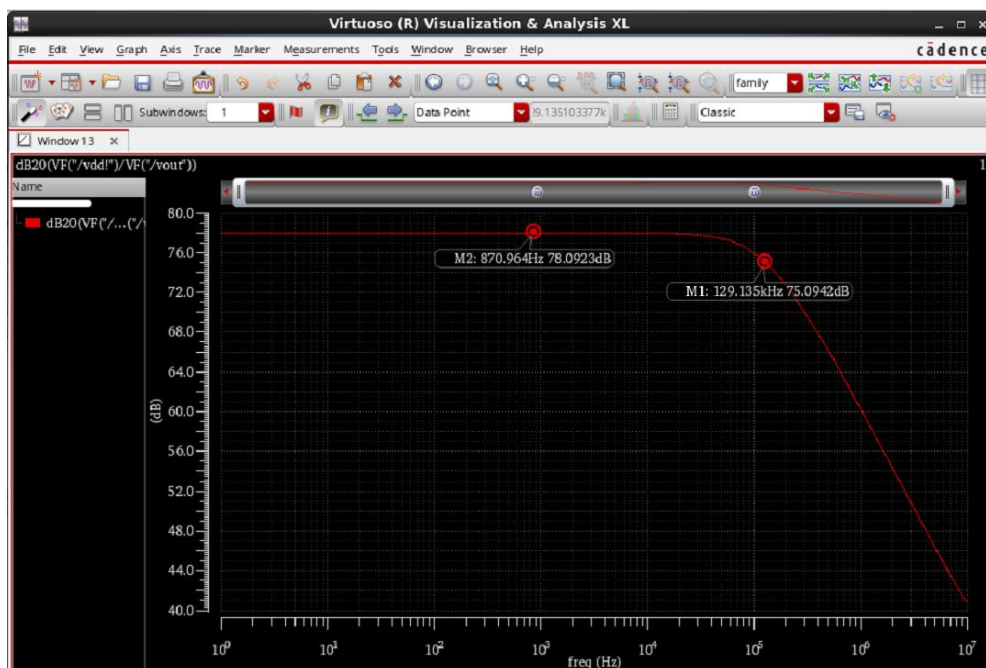 Virtuoso (R) Visualization & Analysis XL
File Edit View Graph Axis Trace Marker Measurements Tools Window Browser Help
cādence
family
Subwindows: 1
Data Point
9.135103377k
Classic
Window 13
dB20(VF("/vdd!")/VF("/vout"))
1
Name
dB20(VF("/...("/v
80.0
76.0
72.0
68.0
64.0
60.0
56.0
52.0
48.0
44.0
40.0
(dB)
M2: 870.964Hz 78.0923dB
M1: 129.135kHz 75.0942dB
10⁰ 10¹ 10² 10³ 10⁴ 10⁵ 10⁶ 10⁷
freq (Hz)